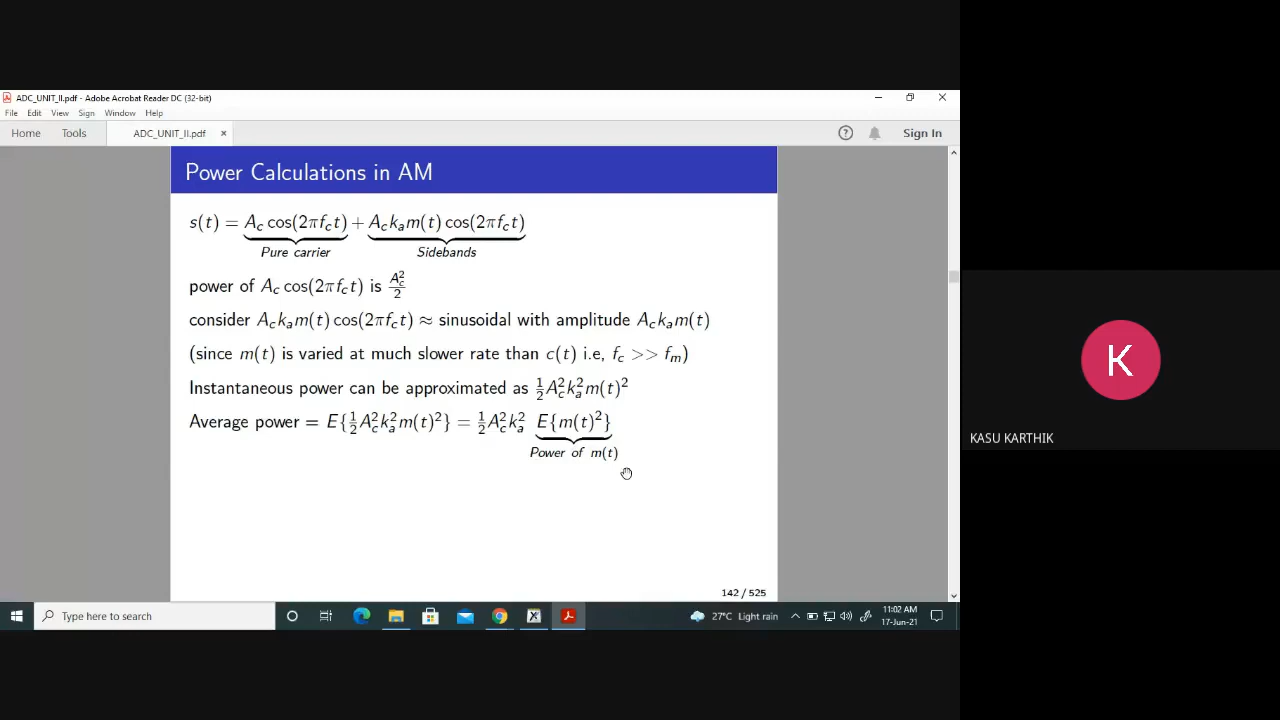 ADC_UNIT_II.pdf - Adobe Acrobat Reader DC (32-bit)
File Edit View Sign Window Help
Home Tools ADC_UNIT_II.pdf × Sign In
Power Calculations in AM
s(t) = A_c cos(2πf_c t) + A_c k_a m(t) cos(2πf_c t)
Pure carrier Sidebands
power of A_c cos(2πf_c t) is A_c^2/2
consider A_c k_a m(t) cos(2πf_c t) ≈ sinusoidal with amplitude A_c k_a m(t)
(since m(t) is varied at much slower rate than c(t) i.e, f_c >> f_m)
Instantaneous power can be approximated as 1/2 A_c^2 k_a^2 m(t)^2
Average power = E{1/2 A_c^2 k_a^2 m(t)^2} = 1/2 A_c^2 k_a^2 E{m(t)^2}
Power of m(t)
142 / 525
K
KASU KARTHIK
Type here to search
27°C Light rain
11:02 AM
17-Jun-21